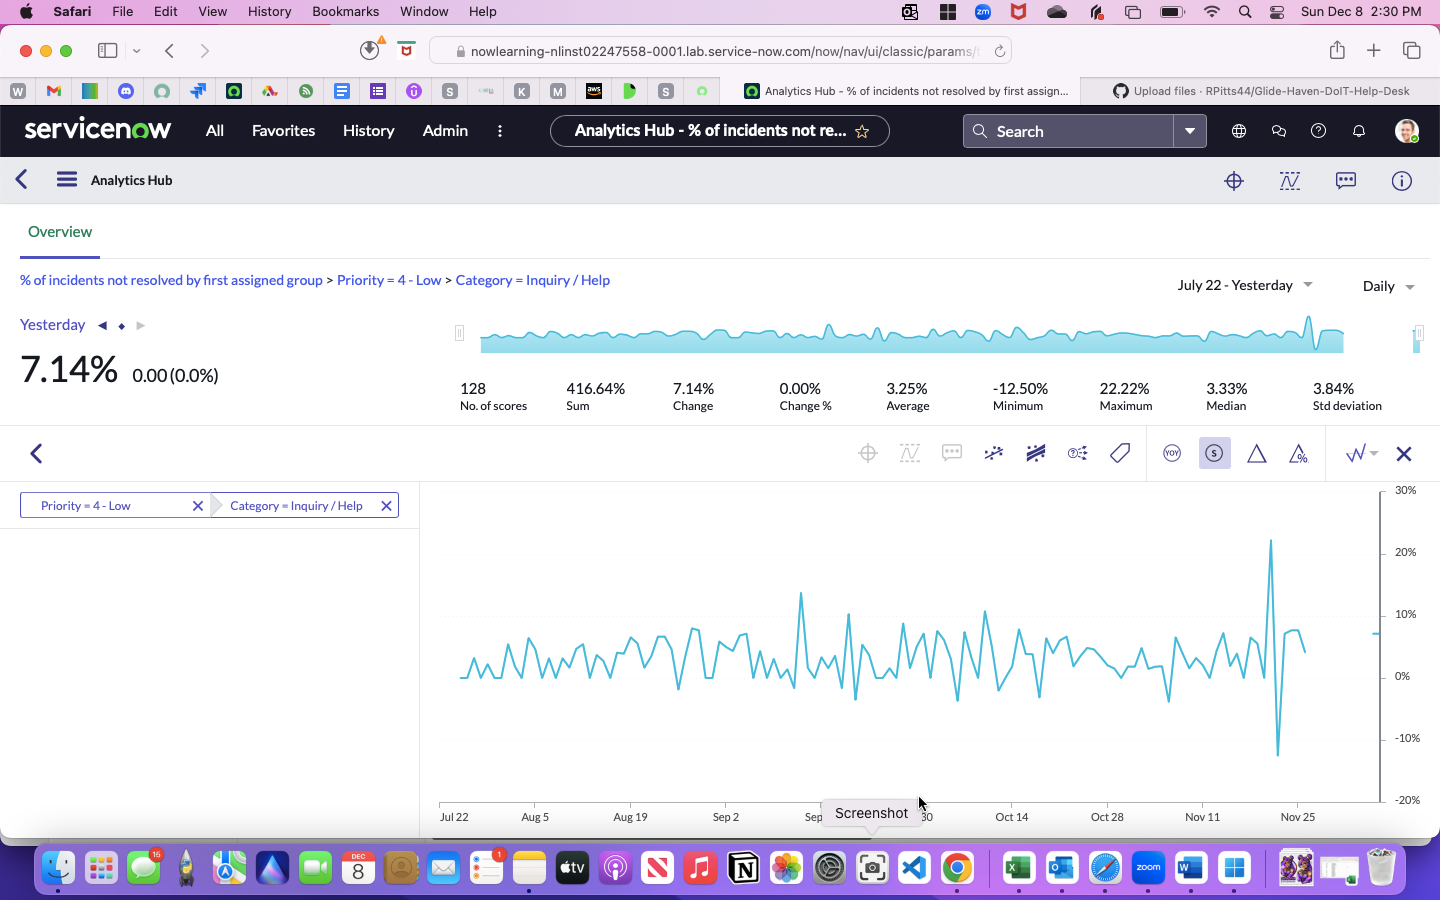 Safari File Edit View History Bookmarks Window Help zm Sun Dec 8 2:30 PM
nowlearning-nlinst02247558-0001.lab.service-now.com/now/nav/ui/classic/params/
W S S K M aws S Analytics Hub - % of incidents not resolved by first assign... Upload files · RPitts44/Glide-Haven-DoIT-Help-Desk
servicenow All Favorites History Admin Analytics Hub - % of incidents not re... Search
Analytics Hub
Overview
% of incidents not resolved by first assigned group > Priority = 4 - Low > Category = Inquiry / Help
July 22 - Yesterday Daily
Yesterday
7.14% 0.00 (0.0%)
128 416.64% 7.14% 0.00% 3.25% -12.50% 22.22% 3.33% 3.84%
No. of scores Sum Change Change % Average Minimum Maximum Median Std deviation
YOY S %
Priority = 4 - Low Category = Inquiry / Help
30%
20%
10%
0%
-10%
-20%
Jul 22 Aug 5 Aug 19 Sep 2 Sep 30 Oct 14 Oct 28 Nov 11 Nov 25
Screenshot
15 DEC 8 1 tv zoom